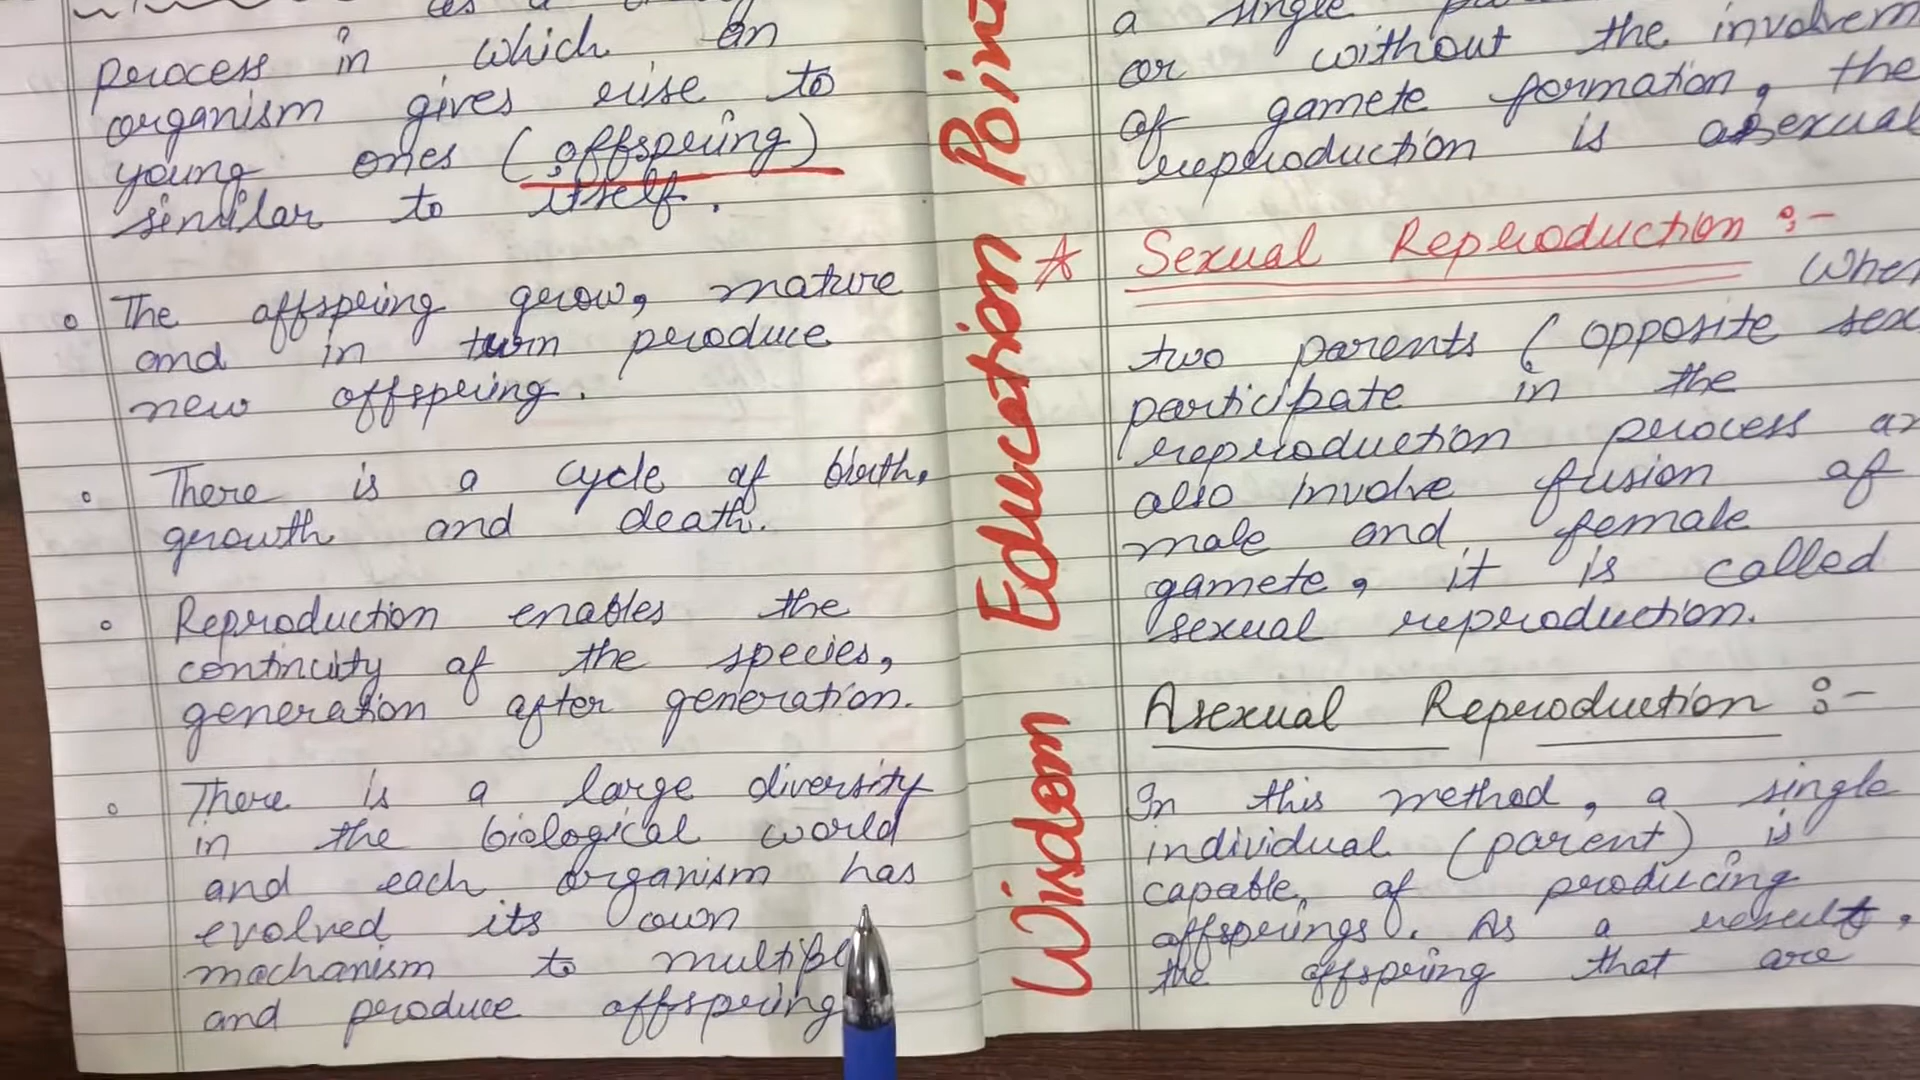 as a
process in which an
organism gives rise to
young ones (offspring)
similar to itself.
The offspring grow, mature
and in turn produce
new offspring.
There is a cycle of birth,
growth and death.
Reproduction enables the
continuity of the species,
generation after generation.
There is a large diversity
in the biological world
and each organism has
evolved its own
mechanism to
and produce offspring
Wisdom Education Point
a single
or without the
of gamete formation, the
reproduction is asexual
Sexual Reproduction :-
When
two parents (opposite sex
participate in the
reproduction process
also involve fusion of
male and female
gamete, it is called
sexual reproduction.
Asexual Reproduction :-
In this method, a single
individual (parent) is
capable of producing
offsperings. As a result,
the offspring that are